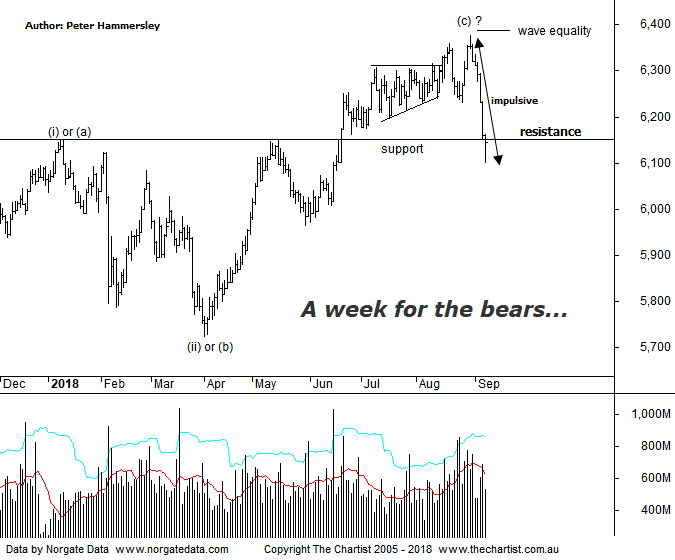 Author: Peter Hammersley
(c) ?
6,400
wave equality
6,300
impulsive
6,200
(i) or (a)
resistance
support
6,100
6,000
5,900
A week for the bears...
5,800
(ii) or (b)
5,700
Dec 2018 Feb Mar Apr May Jun Jul Aug Sep
1,000M
800M
600M
400M
Data by Norgate Data www.norgatedata.com Copyright The Chartist 2005 - 2018 www.thechartist.com.au